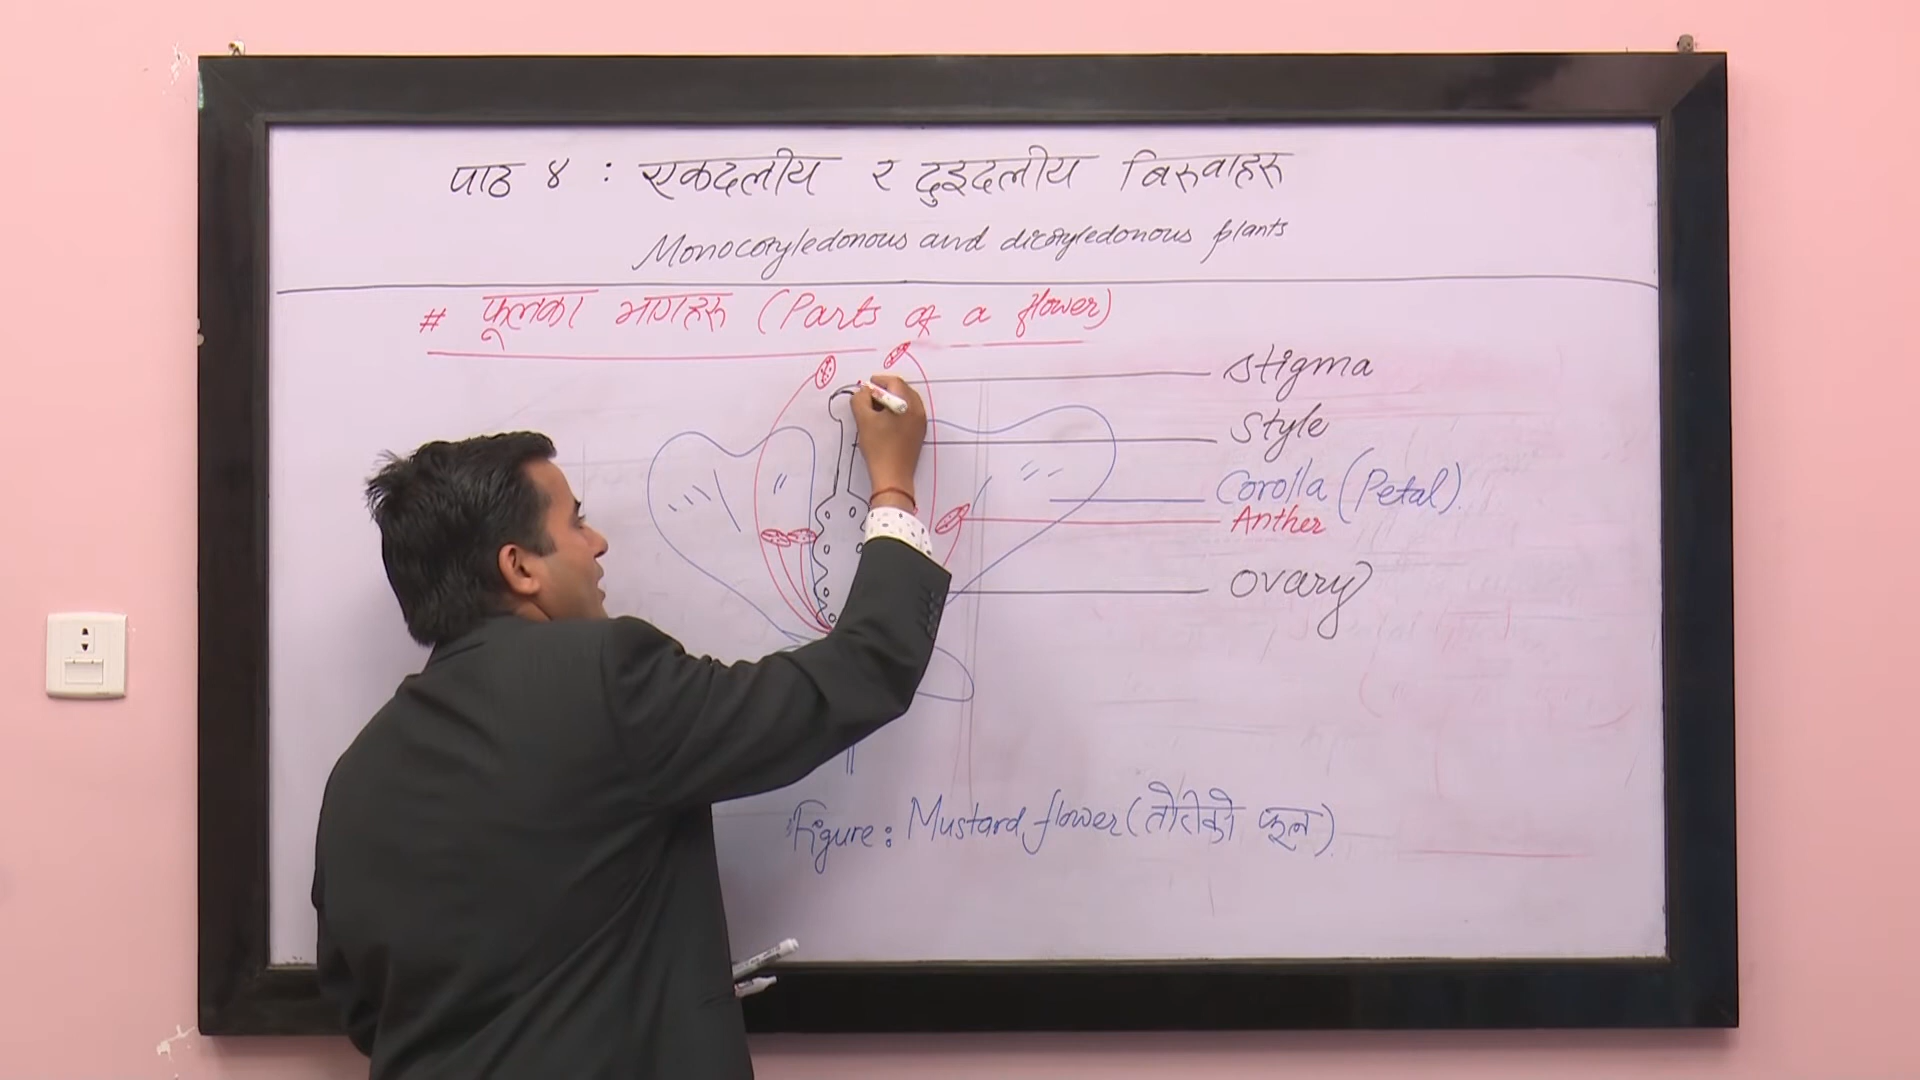 पाठ ४ : एकदलीय र दुइदलीय बिरुवाहरु
Monocotyledonous and dicotyledonous plants
# फूलका भागहरु (Parts of a flower)
Stigma
Style
Corolla (Petal).
Anther
Ovary
Figure: Mustard flower (तोरीको फूल).